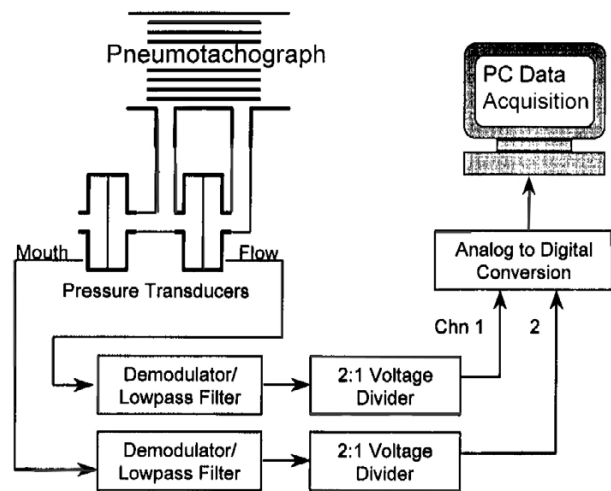 Pneumotachograph
PC Data
Acquisition
Mouth
Flow
Pressure Transducers
Analog to Digital
Conversion
Chn 1
2
Demodulator/
Lowpass Filter
2:1 Voltage
Divider
Demodulator/
Lowpass Filter
2:1 Voltage
Divider